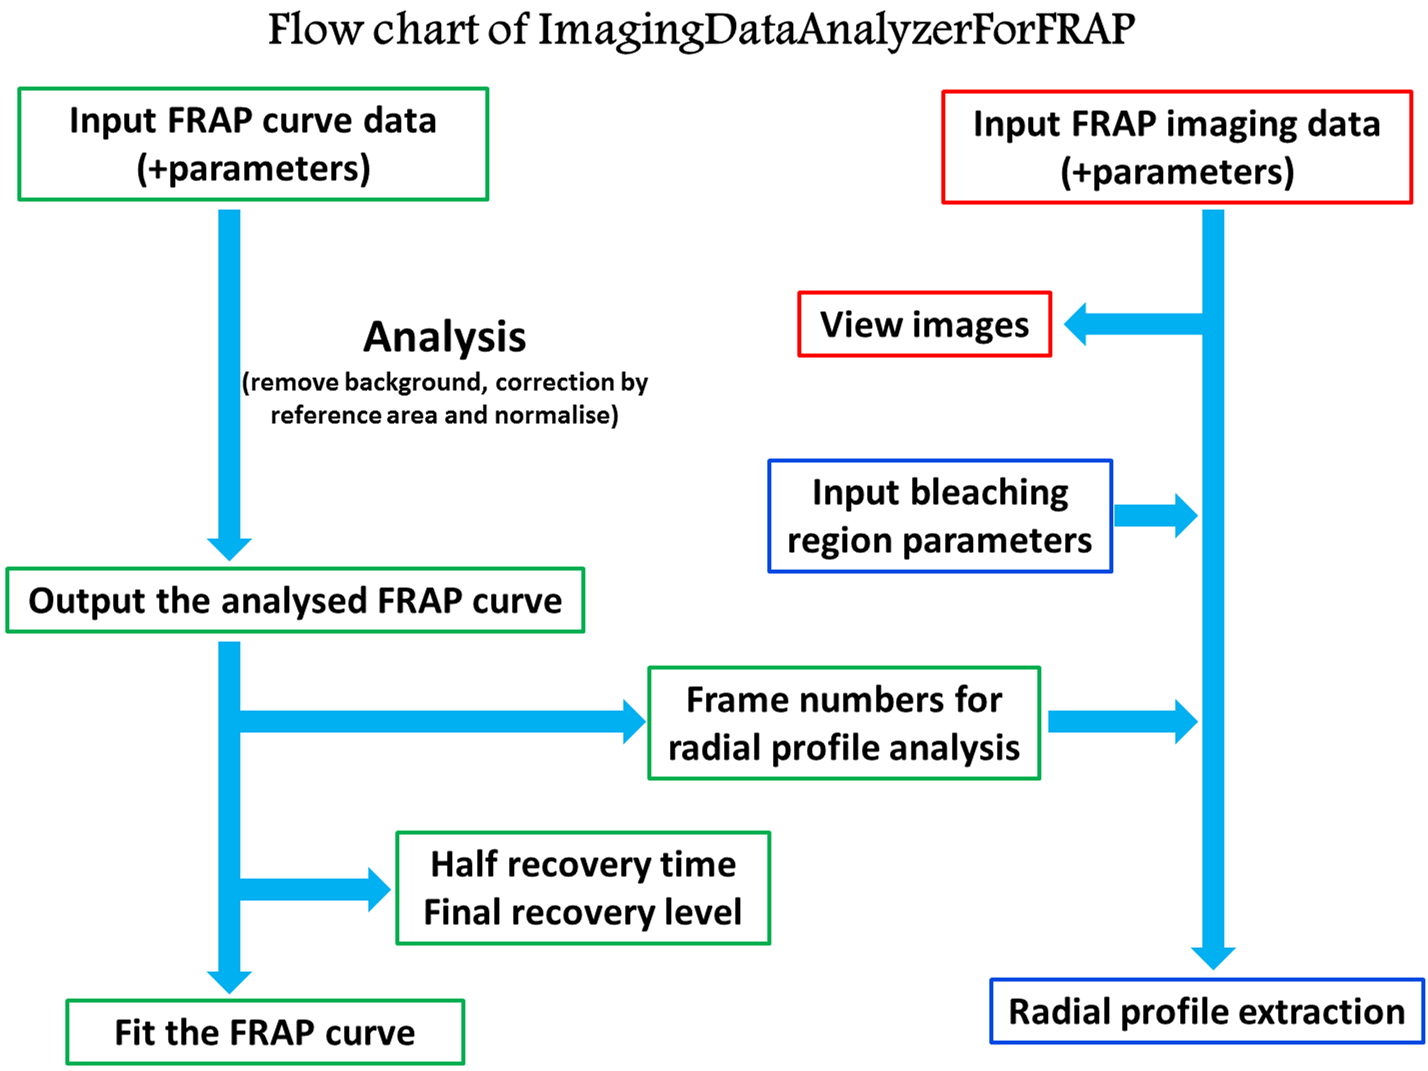 Flow chart of ImagingDataAnalyzerForFRAP
Input FRAP curve data
(+parameters)
Input FRAP imaging data
(+parameters)
View images
Analysis
(remove background, correction by
reference area and normalise)
Input bleaching
region parameters
Output the analysed FRAP curve
Frame numbers for
radial profile analysis
Half recovery time
Final recovery level
Radial profile extraction
Fit the FRAP curve